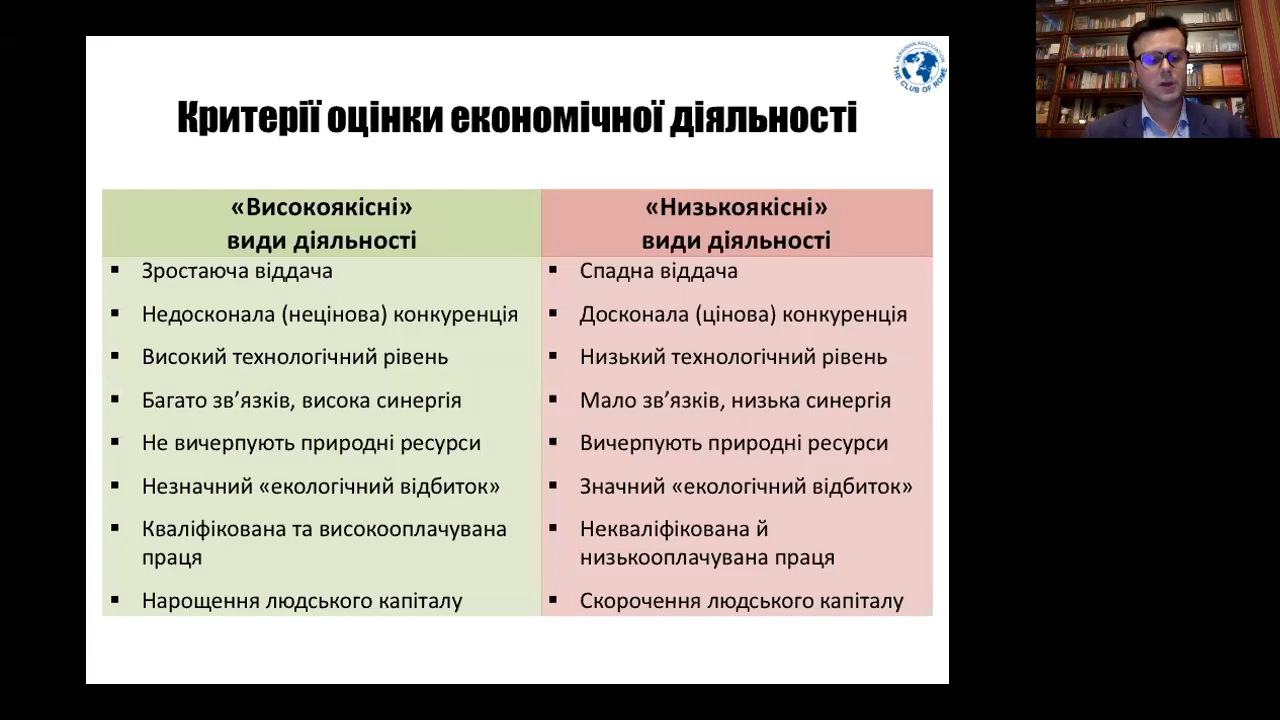 UKRAINIAN ASSOCIATION
THE CLUB OF ROME
Критерії оцінки економічної діяльності
«Високоякісні»
види діяльності
▪ Зростаюча віддача
▪ Недосконала (нецінова) конкуренція
▪ Високий технологічний рівень
▪ Багато зв’язків, висока синергія
▪ Не вичерпують природні ресурси
▪ Незначний «екологічний відбиток»
▪ Кваліфікована та високооплачувана
праця
▪ Нарощення людського капіталу
«Низькоякісні»
види діяльності
▪ Спадна віддача
▪ Досконала (цінова) конкуренція
▪ Низький технологічний рівень
▪ Мало зв’язків, низька синергія
▪ Вичерпують природні ресурси
▪ Значний «екологічний відбиток»
▪ Некваліфікована й
низькооплачувана праця
▪ Скорочення людського капіталу